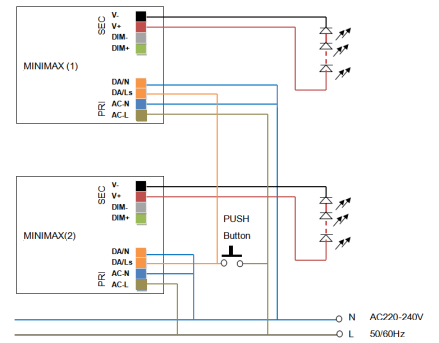 SEC
V-
V+
DIM-
DIM+
MINIMAX (1)
PRI
DA/N
DA/Ls
AC-N
AC-L
SEC
V-
V+
DIM-
DIM+
MINIMAX(2)
PRI
DA/N
DA/Ls
AC-N
AC-L
PUSH
Button
N AC220-240V
L 50/60Hz